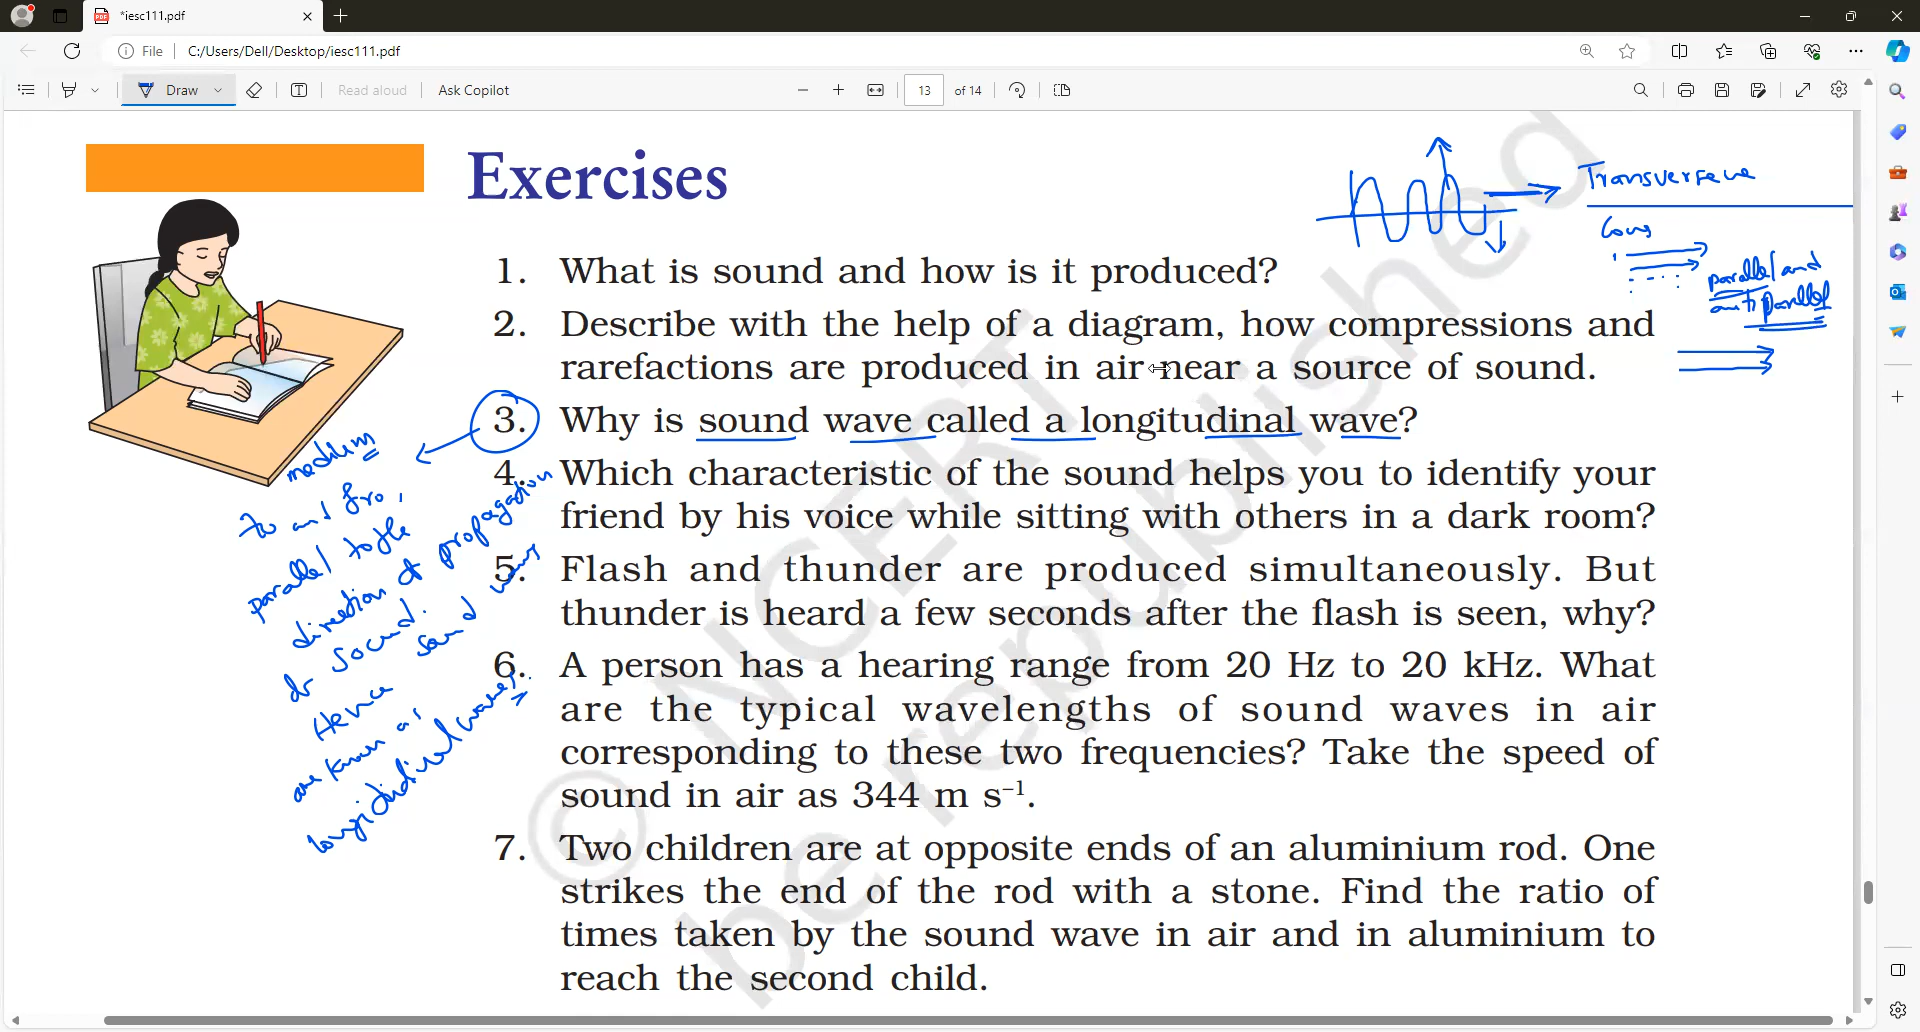 *iesc111.pdf
File
C:/Users/Dell/Desktop/iesc111.pdf
Draw
Read aloud
Ask Copilot
13
of 14
Exercises
1. What is sound and how is it produced?
2. Describe with the help of a diagram, how compressions and
rarefactions are produced in air near a source of sound.
3. Why is sound wave called a longitudinal wave?
4. Which characteristic of the sound helps you to identify your
friend by his voice while sitting with others in a dark room?
5. Flash and thunder are produced simultaneously. But
thunder is heard a few seconds after the flash is seen, why?
6. A person has a hearing range from 20 Hz to 20 kHz. What
are the typical wavelengths of sound waves in air
corresponding to these two frequencies? Take the speed of
sound in air as 344 m s⁻¹.
7. Two children are at opposite ends of an aluminium rod. One
strikes the end of the rod with a stone. Find the ratio of
times taken by the sound wave in air and in aluminium to
reach the second child.
parallel and
anti parallel
medium
to and fro,
parallel to the
direction of propagation
sound.
Hence sound waves
are known as
longitudinal waves.
© NCERT
be republished